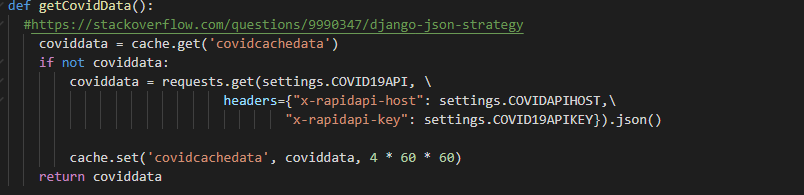 def getCovidData():
#https://stackoverflow.com/questions/9990347/django-json-strategy
coviddata = cache.get('covidcachedata')
if not coviddata:
coviddata = requests.get(settings.COVID19API, \
headers={"x-rapidapi-host": settings.COVIDAPIHOST,\
"x-rapidapi-key": settings.COVID19APIKEY}).json()
cache.set('covidcachedata', coviddata, 4 * 60 * 60)
return coviddata